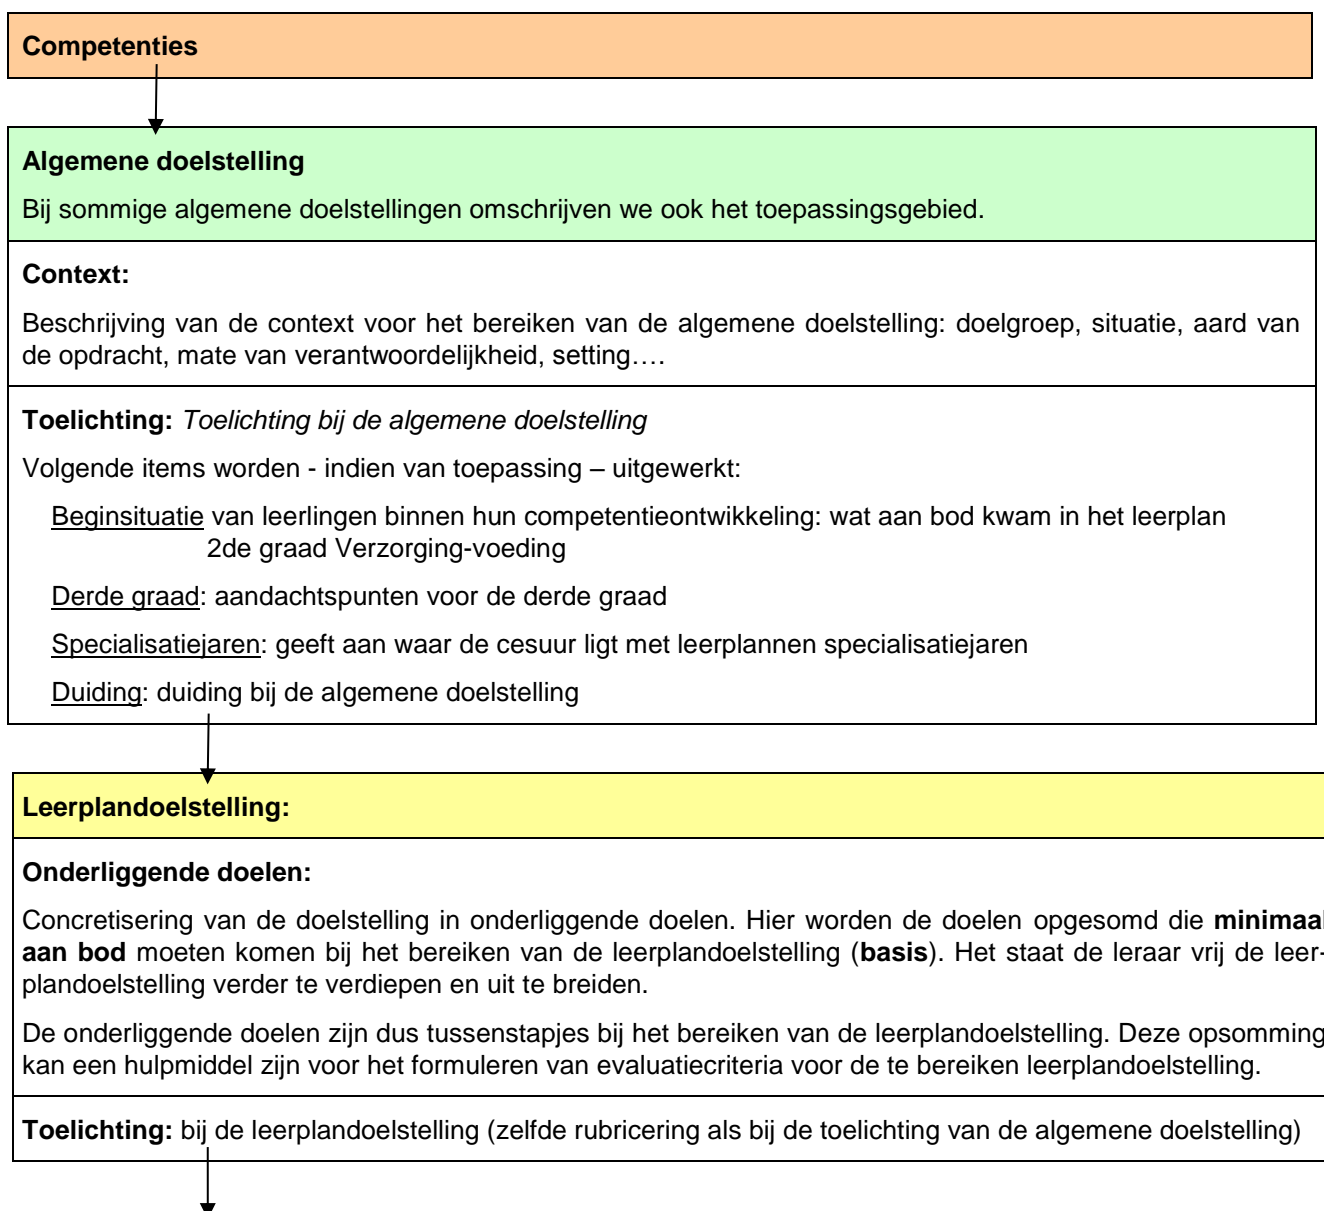 Competenties
Algemene doelstelling
Bij sommige algemene doelstellingen omschrijven we ook het toepassingsgebied.
Context:
Beschrijving van de context voor het bereiken van de algemene doelstelling: doelgroep, situatie, aard van
de opdracht, mate van verantwoordelijkheid, setting….
Toelichting: Toelichting bij de algemene doelstelling
Volgende items worden - indien van toepassing – uitgewerkt:
Beginsituatie van leerlingen binnen hun competentieontwikkeling: wat aan bod kwam in het leerplan
2de graad Verzorging-voeding
Derde graad: aandachtspunten voor de derde graad
Specialisatiejaren: geeft aan waar de cesuur ligt met leerplannen specialisatiejaren
Duiding: duiding bij de algemene doelstelling
Leerplandoelstelling:
Onderliggende doelen:
Concretisering van de doelstelling in onderliggende doelen. Hier worden de doelen opgesomd die minimaal
aan bod moeten komen bij het bereiken van de leerplandoelstelling (basis). Het staat de leraar vrij de leer-
plandoelstelling verder te verdiepen en uit te breiden.
De onderliggende doelen zijn dus tussenstapjes bij het bereiken van de leerplandoelstelling. Deze opsomming
kan een hulpmiddel zijn voor het formuleren van evaluatiecriteria voor de te bereiken leerplandoelstelling.
Toelichting: bij de leerplandoelstelling (zelfde rubricering als bij de toelichting van de algemene doelstelling)